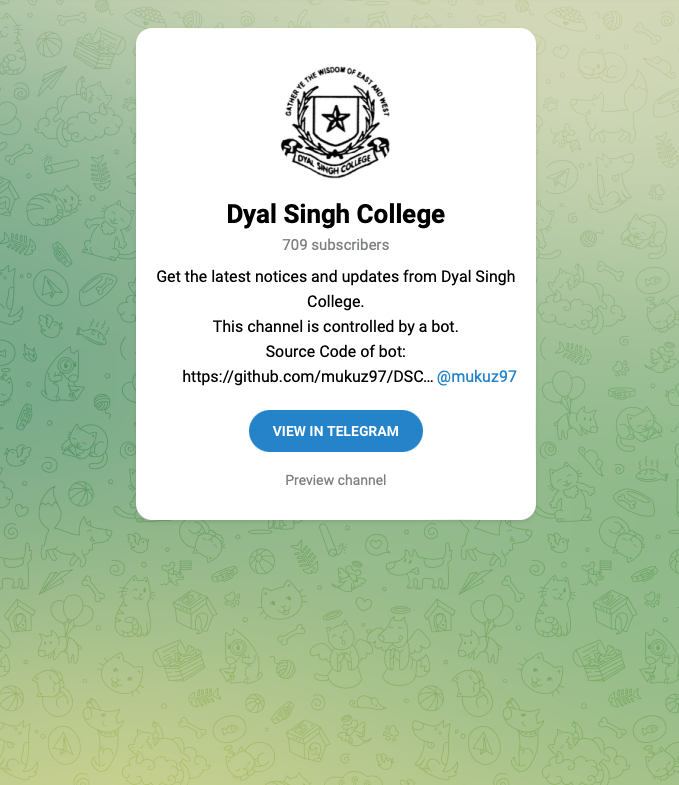 GATHER YE THE WISDOM OF EAST AND WEST
DYAL SINGH COLLEGE
Dyal Singh College
709 subscribers
Get the latest notices and updates from Dyal Singh
College.
This channel is controlled by a bot.
Source Code of bot:
https://github.com/mukuz97/DSC... @mukuz97
VIEW IN TELEGRAM
Preview channel